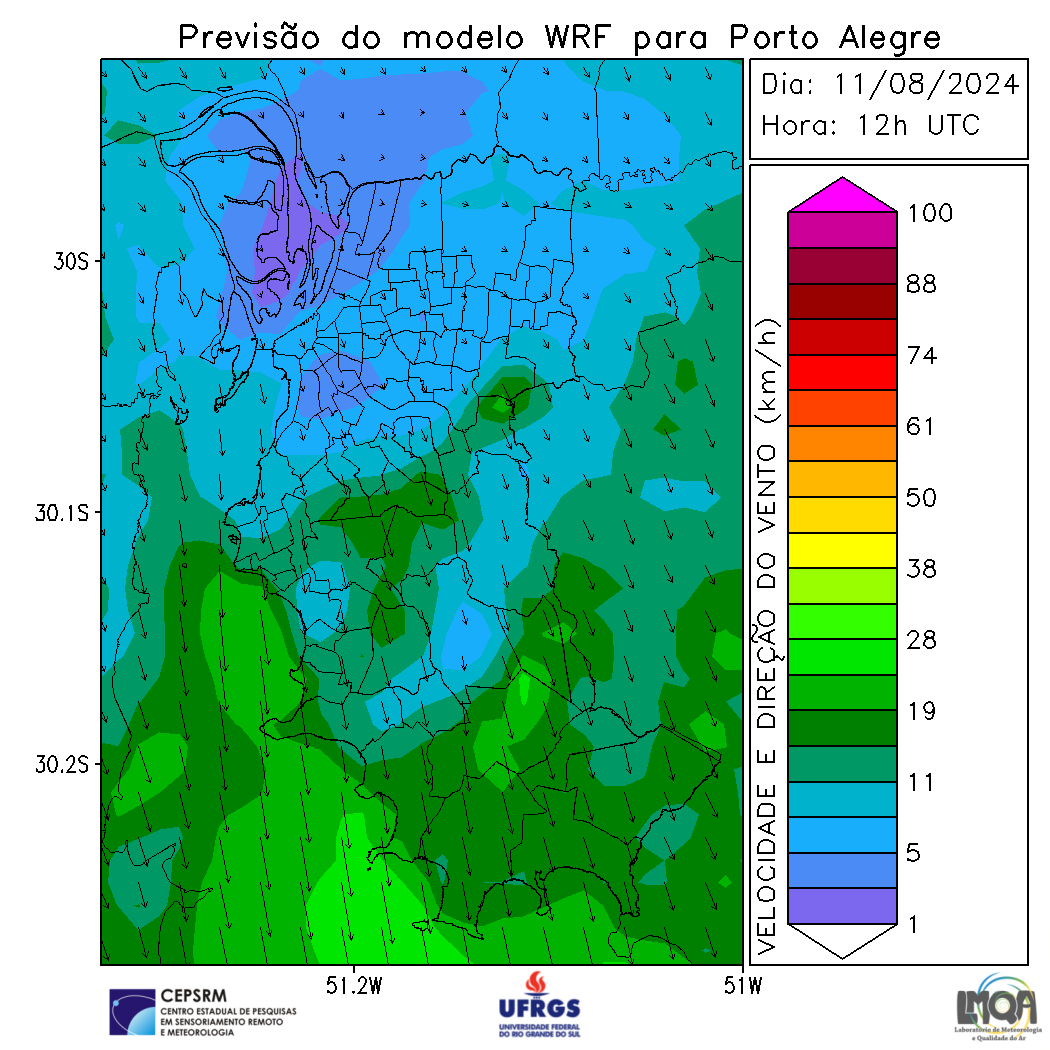 Previsão do modelo WRF para Porto Alegre
Dia: 11/08/2024
Hora: 12h UTC
30S
30.1S
30.2S
51.2W
51W
VELOCIDADE E DIREÇÃO DO VENTO (km/h)
100
88
74
61
50
38
28
19
11
5
1
CEPSRM
CENTRO ESTADUAL DE PESQUISAS
EM SENSORIAMENTO REMOTO
E METEOROLOGIA
UFRGS
UNIVERSIDADE FEDERAL
DO RIO GRANDE DO SUL
LMQA
Laboratório de Meteorologia
e Qualidade do Ar